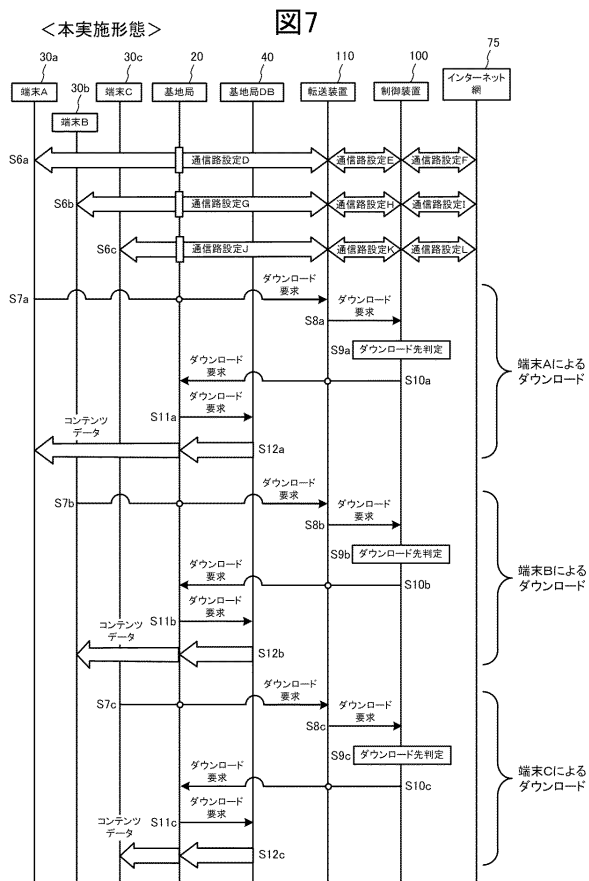 図7
＜本実施形態＞
30a
30b
30c
20
40
110
100
75
端末A
端末B
端末C
基地局
基地局DB
転送装置
制御装置
インターネット
網
S6a
通信路設定D
通信路設定E
通信路設定F
S6b
通信路設定G
通信路設定H
通信路設定I
S6c
通信路設定J
通信路設定K
通信路設定L
S7a
ダウンロード
要求
S8a
ダウンロード
要求
S9a
ダウンロード先判定
ダウンロード
要求
S10a
S11a
ダウンロード
要求
コンテンツ
データ
S12a
端末Aによる
ダウンロード
S7b
ダウンロード
要求
S8b
ダウンロード
要求
S9b
ダウンロード先判定
ダウンロード
要求
S10b
S11b
ダウンロード
要求
コンテンツ
データ
S12b
端末Bによる
ダウンロード
S7c
ダウンロード
要求
S8c
ダウンロード
要求
S9c
ダウンロード先判定
ダウンロード
要求
S10c
S11c
ダウンロード
要求
コンテンツ
データ
S12c
端末Cによる
ダウンロード